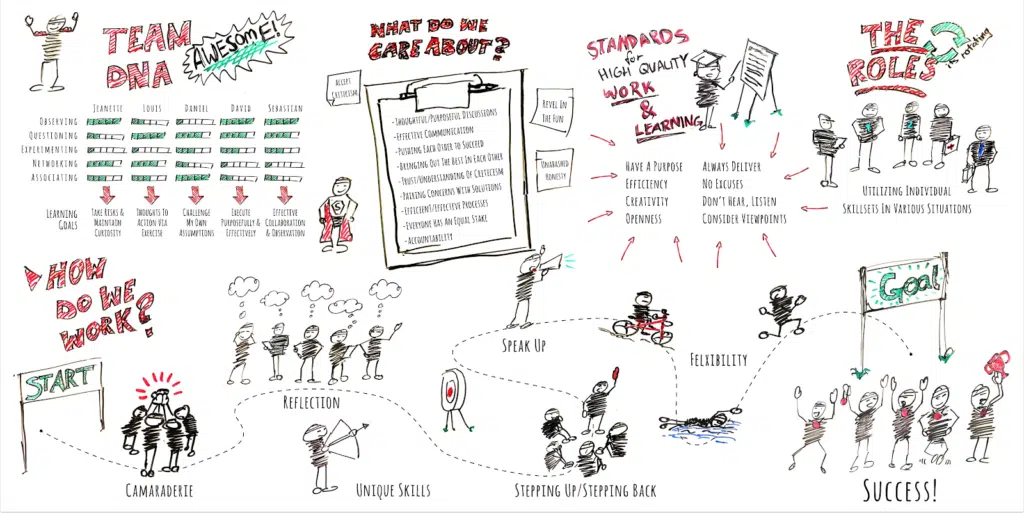 TEAM
DNA
AWESOME!
JEANETTE LOUIS DANIEL DAVID SEBASTIAN
OBSERVING
QUESTIONING
EXPERIMENTING
NETWORKING
ASSOCIATING
LEARNING
GOALS
TAKE RISKS &
MAINTAIN
CURIOSITY
THOUGHTS TO
ACTION VIA
EXERCISE
CHALLENGE
MY OWN
ASSUMPTIONS
EXECUTE
PURPOSEFULLY &
EFFECTIVELY
EFFECTIVE
COLLABORATION
& OBSERVATION
WHAT DO WE
CARE ABOUT?
ACCEPT
CRETECISM
-THOUGHTFUL/PURPOSEFUL DISCUSSIONS
-EFFECTIVE COMMUNICATION
-PUSHING EACH OTHER TO SUCCEED
-BRINGING OUT THE BEST IN EACH OTHER
-TRUST/UNDERSTANDING OF CRETECISM
-PAIRING CONCERNS WITH SOLUTIONS
-EFFICIENT/EFFECTIVE PROCESSES
-EVERYONE HAS AN EQUAL STAKE
-ACCOUNTABILITY
REVEL IN
THE FUN
UNABASHED
HONESTY
S
STANDARDS
for
HIGH QUALITY
WORK
&
LEARNING
HAVE A PURPOSE
EFFICIENCY
CREATIVITY
OPENNESS
ALWAYS DELIVER
NO EXCUSES
DON'T HEAR, LISTEN
CONSIDER VIEWPOINTS
THE
ROLES
in rotating
UTILIZING INDIVIDUAL
SKILLSETS IN VARIOUS SITUATIONS
HOW
DO WE
WORK?
START
CAMARADERIE
REFLECTION
UNIQUE SKILLS
SPEAK UP
STEPPING UP/STEPPING BACK
FELXIBILITY
Goal
SUCCESS!